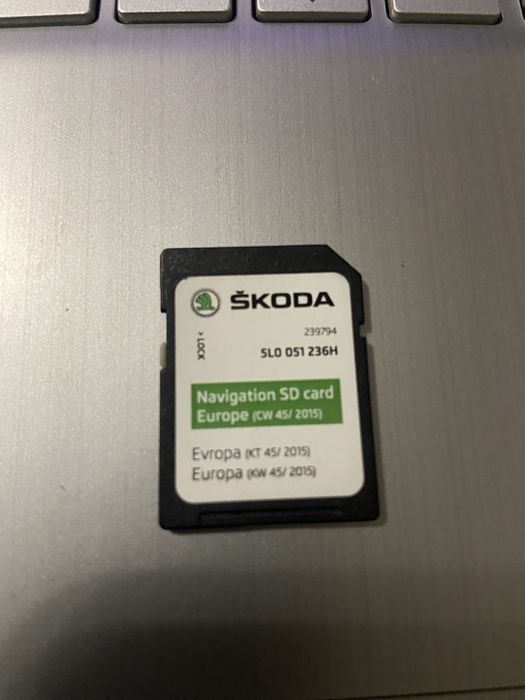 ŠKODA
239794
> LOCK
5L0 051 236H
Navigation SD card
Europe (CW 45/ 2015)
Evropa (KT 45/ 2015)
Europa (KW 45/ 2015)